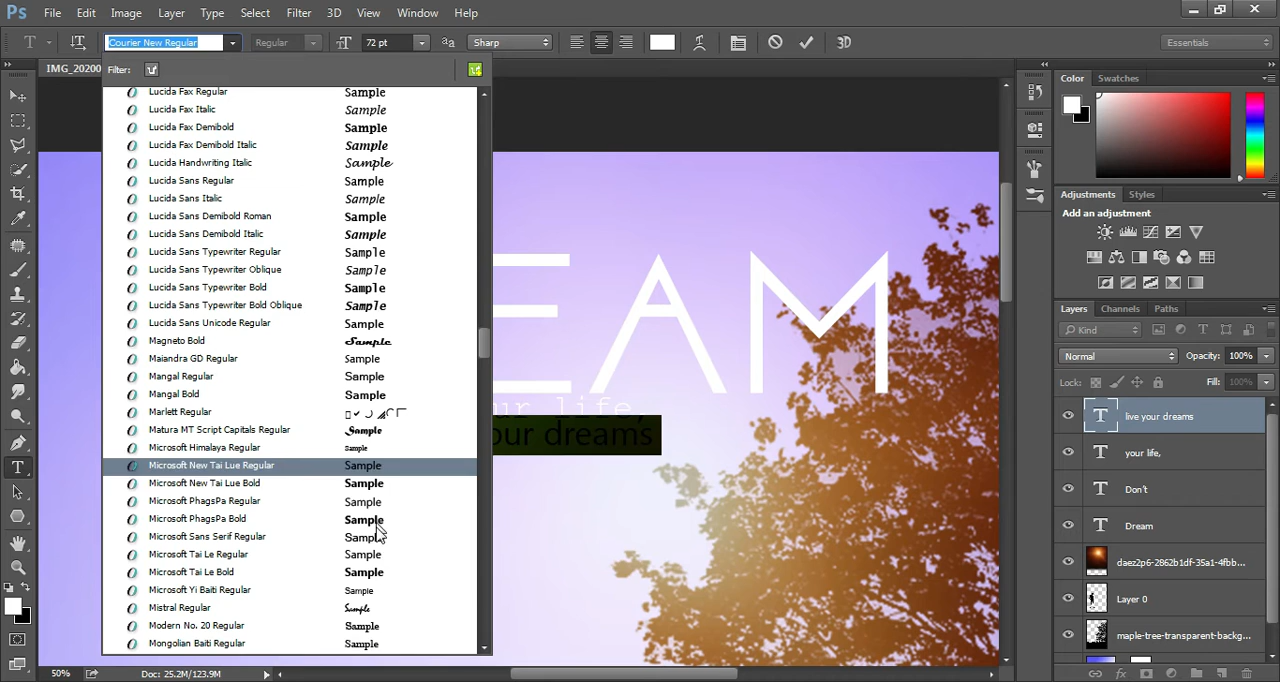 Ps File Edit Image Layer Type Select Filter 3D View Window Help
T Courier New Regular Regular 72 pt aa Sharp 3D Essentials
IMG_20200
Filter:
Lucida Fax Regular Sample
Lucida Fax Italic Sample
Lucida Fax Demibold Sample
Lucida Fax Demibold Italic Sample
Lucida Handwriting Italic Sample
Lucida Sans Regular Sample
Lucida Sans Italic Sample
Lucida Sans Demibold Roman Sample
Lucida Sans Demibold Italic Sample
Lucida Sans Typewriter Regular Sample
Lucida Sans Typewriter Oblique Sample
Lucida Sans Typewriter Bold Sample
Lucida Sans Typewriter Bold Oblique Sample
Lucida Sans Unicode Regular Sample
Magneto Bold Sample
Maiandra GD Regular Sample
Mangal Regular Sample
Mangal Bold Sample
Marlett Regular
Matura MT Script Capitals Regular Sample
Microsoft Himalaya Regular Sample
Microsoft New Tai Lue Regular Sample
Microsoft New Tai Lue Bold Sample
Microsoft PhagsPa Regular Sample
Microsoft PhagsPa Bold Sample
Microsoft Sans Serif Regular Sample
Microsoft Tai Le Regular Sample
Microsoft Tai Le Bold Sample
Microsoft Yi Baiti Regular Sample
Mistral Regular Sample
Modern No. 20 Regular Sample
Mongolian Baiti Regular Sample
EAM
ur life,
our dreams
Color Swatches
Adjustments Styles
Add an adjustment
Layers Channels Paths
Kind
Normal Opacity: 100%
Lock: Fill: 100%
T live your dreams
T your life,
T Don't
T Dream
daez2p6-2862b1df-35a1-4fbb...
Layer 0
maple-tree-transparent-backg...
50% Doc: 25.2M/123.9M